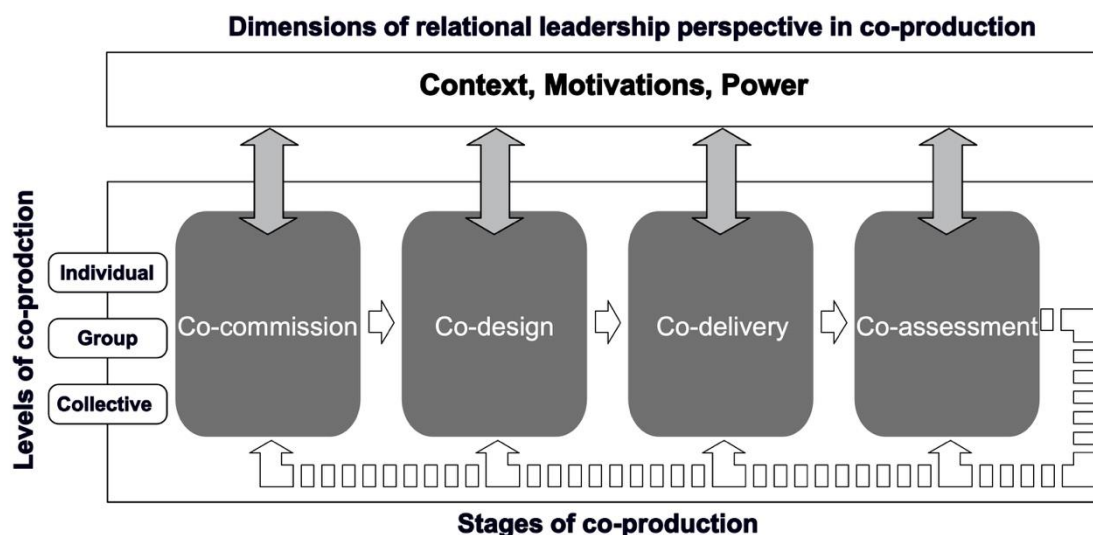 Dimensions of relational leadership perspective in co-production
Context, Motivations, Power
Levels of co-prodction
Individual
Group
Collective
Co-commission
Co-design
Co-delivery
Co-assessment
Stages of co-production